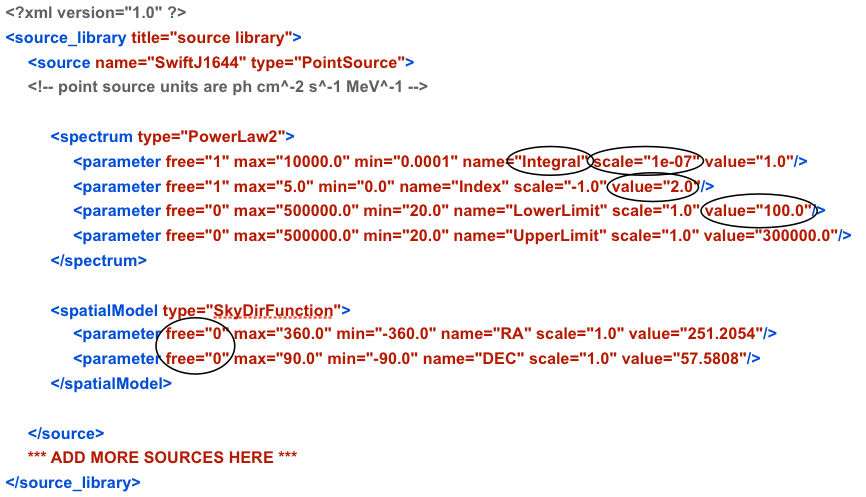 <?xml version="1.0" ?>
<source_library title="source library">
<source name="SwiftJ1644" type="PointSource">
<!-- point source units are ph cm^-2 s^-1 MeV^-1 -->
<spectrum type="PowerLaw2">
<parameter free="1" max="10000.0" min="0.0001" name="Integral" scale="1e-07" value="1.0"/>
<parameter free="1" max="5.0" min="0.0" name="Index" scale="-1.0" value="2.0"/>
<parameter free="0" max="500000.0" min="20.0" name="LowerLimit" scale="1.0" value="100.0"/>
<parameter free="0" max="500000.0" min="20.0" name="UpperLimit" scale="1.0" value="300000.0"/>
</spectrum>
<spatialModel type="SkyDirFunction">
<parameter free="0" max="360.0" min="-360.0" name="RA" scale="1.0" value="251.2054"/>
<parameter free="0" max="90.0" min="-90.0" name="DEC" scale="1.0" value="57.5808"/>
</spatialModel>
</source>
*** ADD MORE SOURCES HERE ***
</source_library>